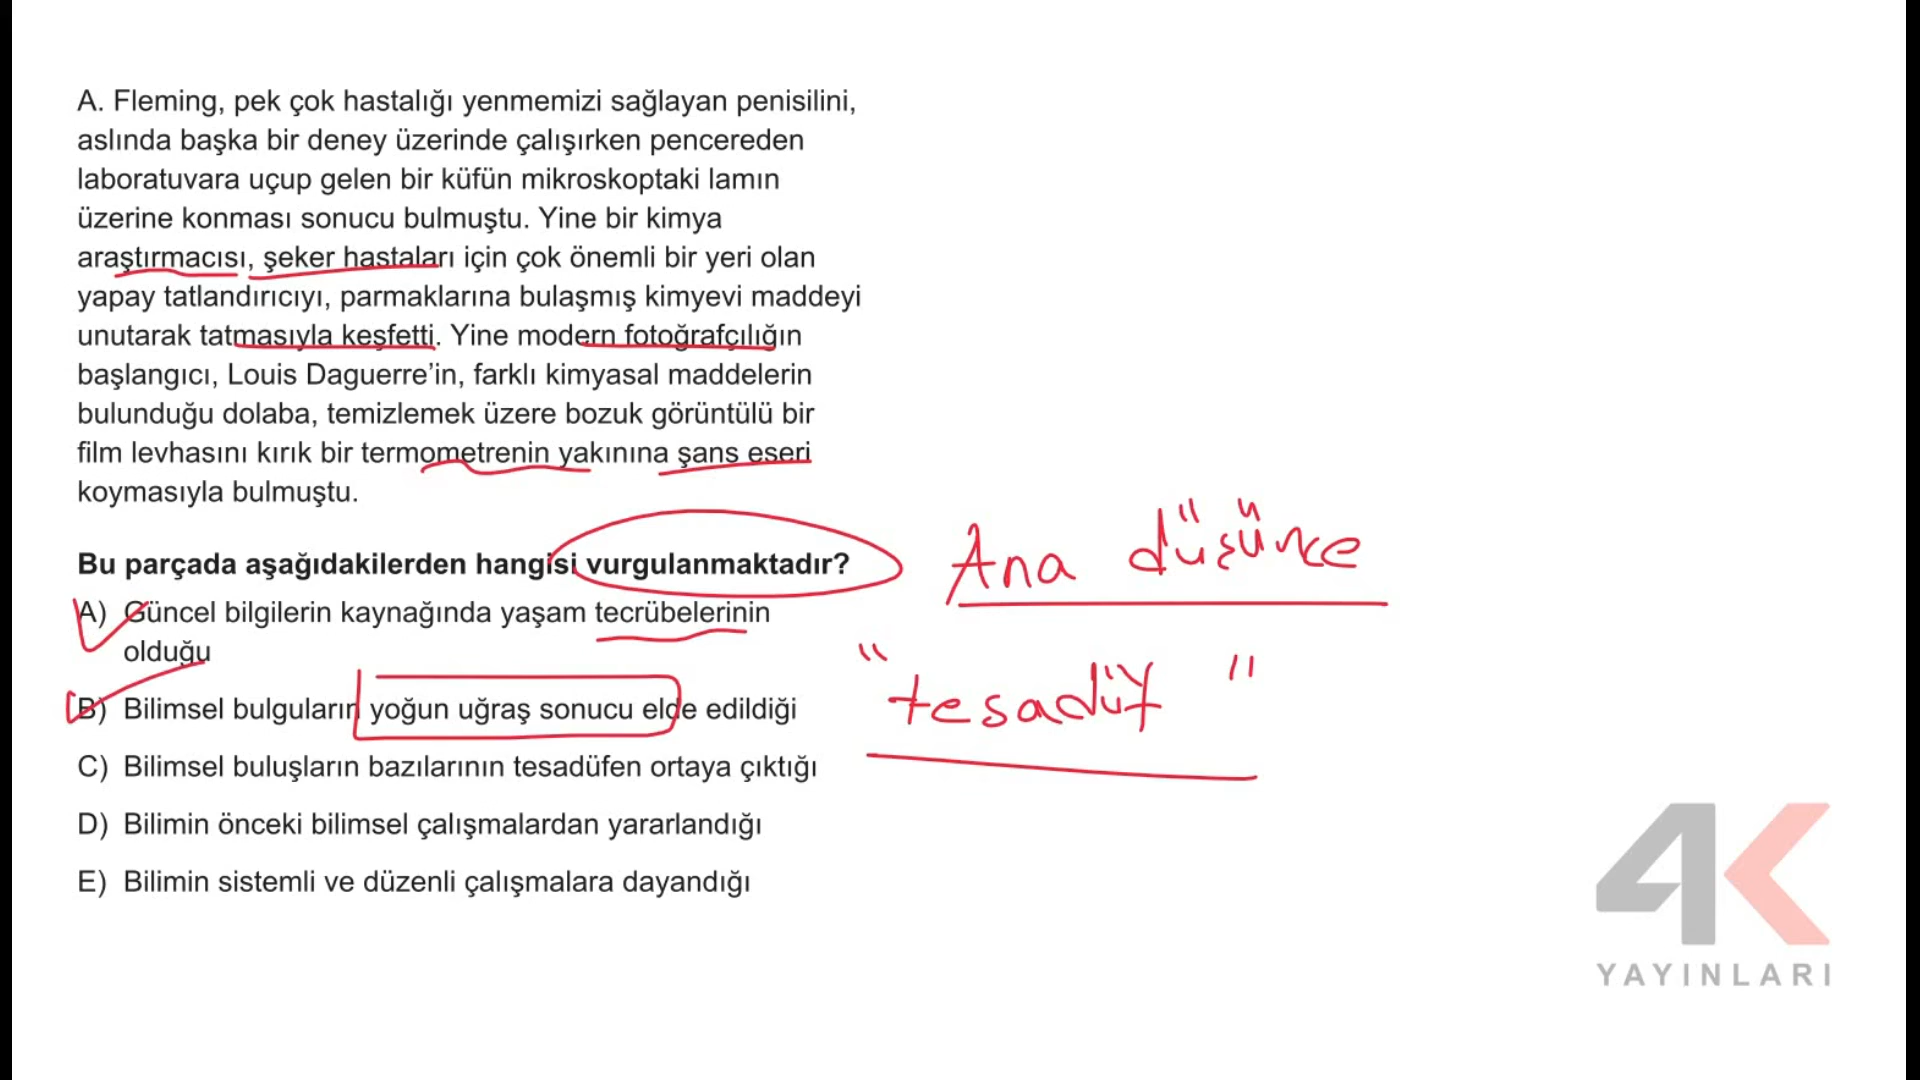 A. Fleming, pek çok hastalığı yenmemizi sağlayan penisilini,
aslında başka bir deney üzerinde çalışırken pencereden
laboratuvara uçup gelen bir küfün mikroskoptaki lamın
üzerine konması sonucu bulmuştu. Yine bir kimya
araştırmacısı, şeker hastaları için çok önemli bir yeri olan
yapay tatlandırıcıyı, parmaklarına bulaşmış kimyevi maddeyi
unutarak tatmasıyla keşfetti. Yine modern fotoğrafçılığın
başlangıcı, Louis Daguerre’in, farklı kimyasal maddelerin
bulunduğu dolaba, temizlemek üzere bozuk görüntülü bir
film levhasını kırık bir termometrenin yakınına şans eseri
koymasıyla bulmuştu.
Bu parçada aşağıdakilerden hangisi vurgulanmaktadır?
Ana düşünce
A) Güncel bilgilerin kaynağında yaşam tecrübelerinin
olduğu
B) Bilimsel bulguların yoğun uğraş sonucu elde edildiği
"tesadüf"
C) Bilimsel buluşların bazılarının tesadüfen ortaya çıktığı
D) Bilimin önceki bilimsel çalışmalardan yararlandığı
E) Bilimin sistemli ve düzenli çalışmalara dayandığı
4K
YAYINLARI